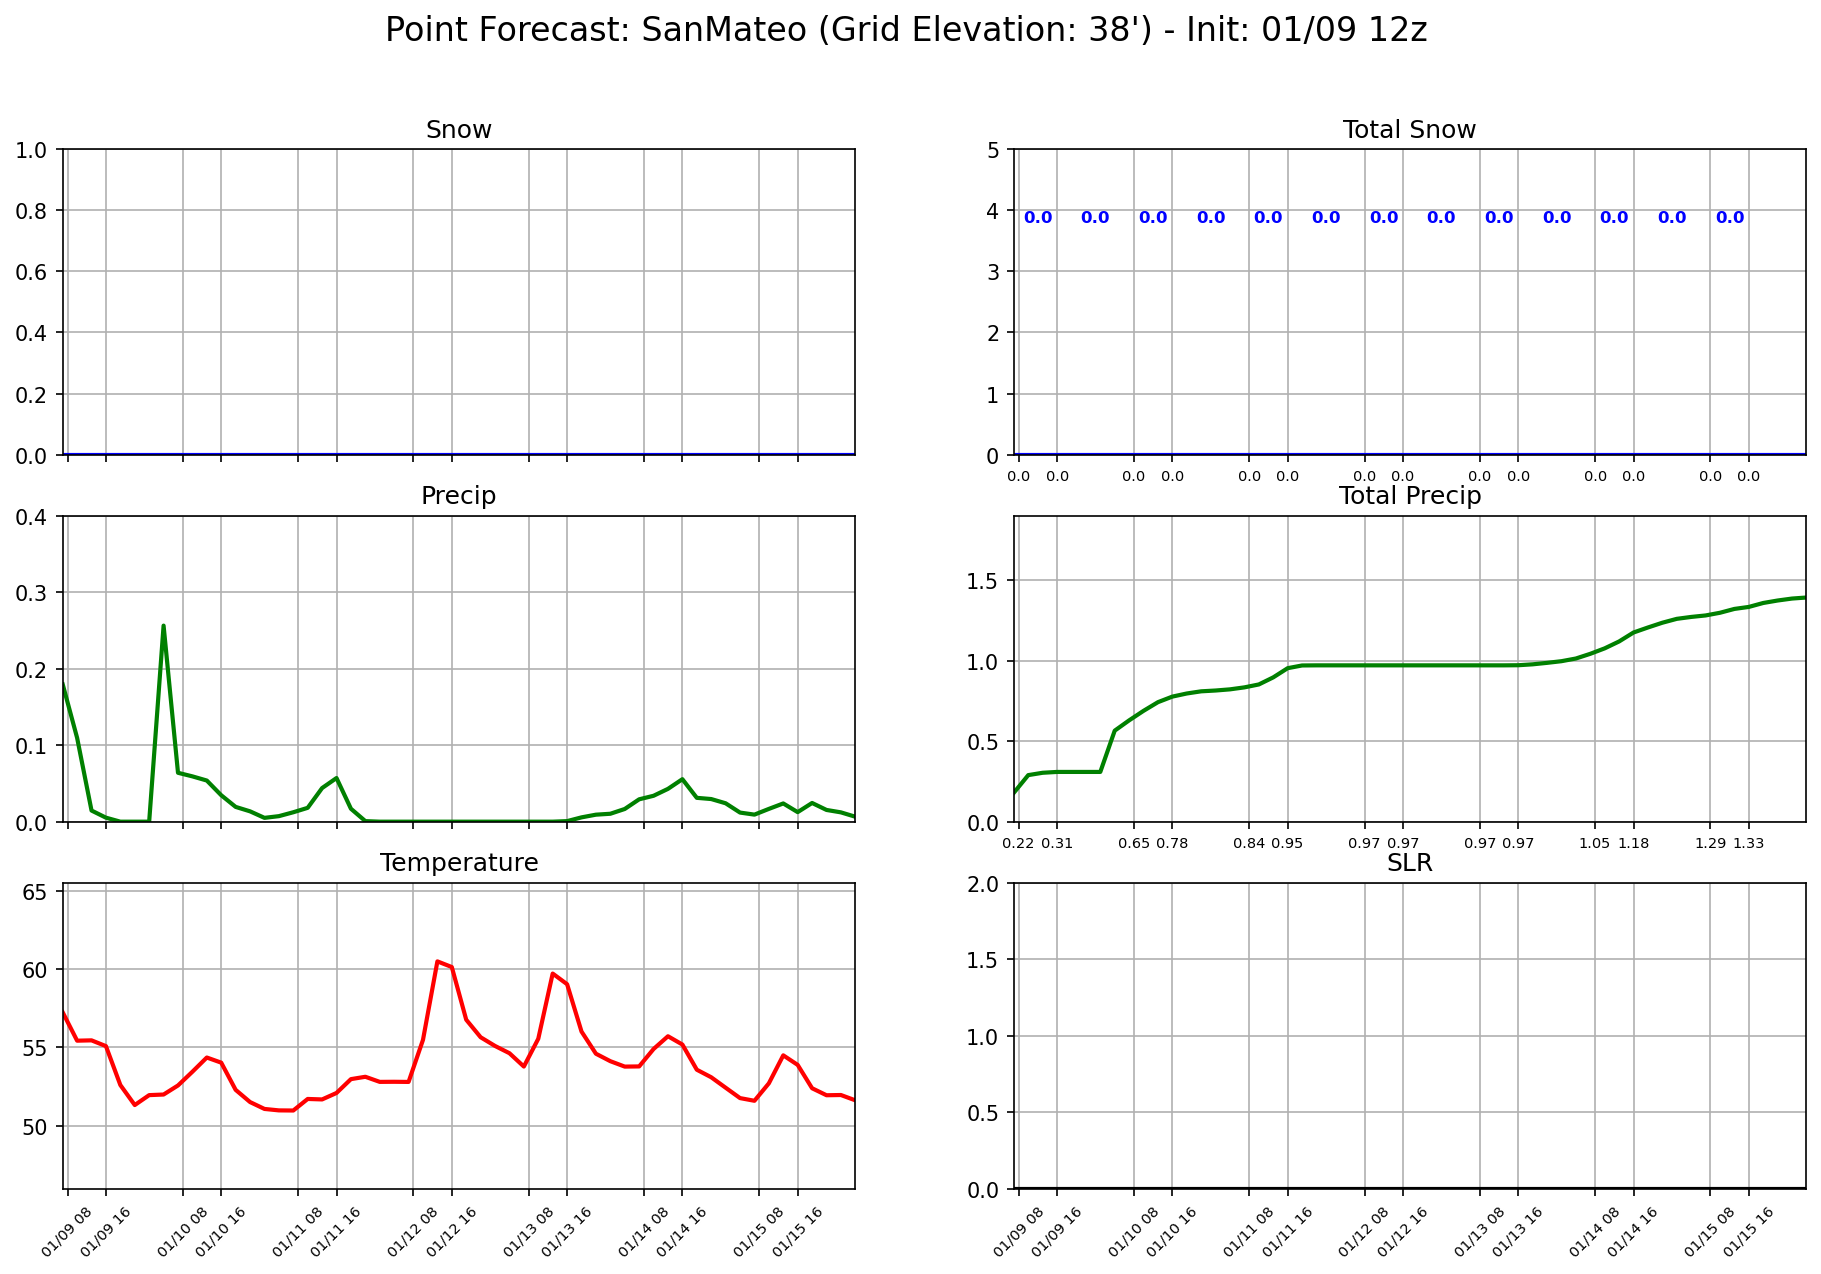 Point Forecast: SanMateo (Grid Elevation: 38') - Init: 01/09 12z
Snow
1.0
0.8
0.6
0.4
0.2
0.0
Total Snow
5
4
3
2
1
0
0.0 0.0 0.0 0.0 0.0 0.0 0.0 0.0 0.0 0.0 0.0 0.0 0.0
0.0 0.0 0.0 0.0 0.0 0.0 0.0 0.0 0.0 0.0 0.0 0.0 0.0 0.0
Precip
0.4
0.3
0.2
0.1
0.0
Total Precip
1.5
1.0
0.5
0.0
0.22 0.31 0.65 0.78 0.84 0.95 0.97 0.97 0.97 0.97 1.05 1.18 1.29 1.33
Temperature
65
60
55
50
01/09 08 01/09 16 01/10 08 01/10 16 01/11 08 01/11 16 01/12 08 01/12 16 01/13 08 01/13 16 01/14 08 01/14 16 01/15 08 01/15 16
SLR
2.0
1.5
1.0
0.5
0.0
01/09 08 01/09 16 01/10 08 01/10 16 01/11 08 01/11 16 01/12 08 01/12 16 01/13 08 01/13 16 01/14 08 01/14 16 01/15 08 01/15 16